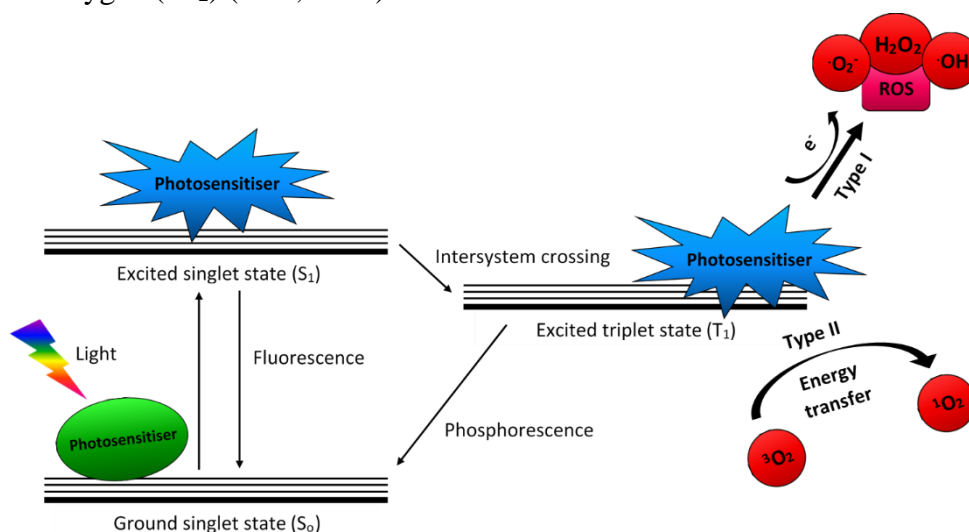 H₂O₂
·O₂⁻
·OH
ROS
e⁻
Type I
Photosensitiser
Excited singlet state (S₁)
Intersystem crossing
Photosensitiser
Excited triplet state (T₁)
Light
Fluorescence
Type II
Energy
transfer
¹O₂
³O₂
Phosphorescence
Photosensitiser
Ground singlet state (Sₒ)